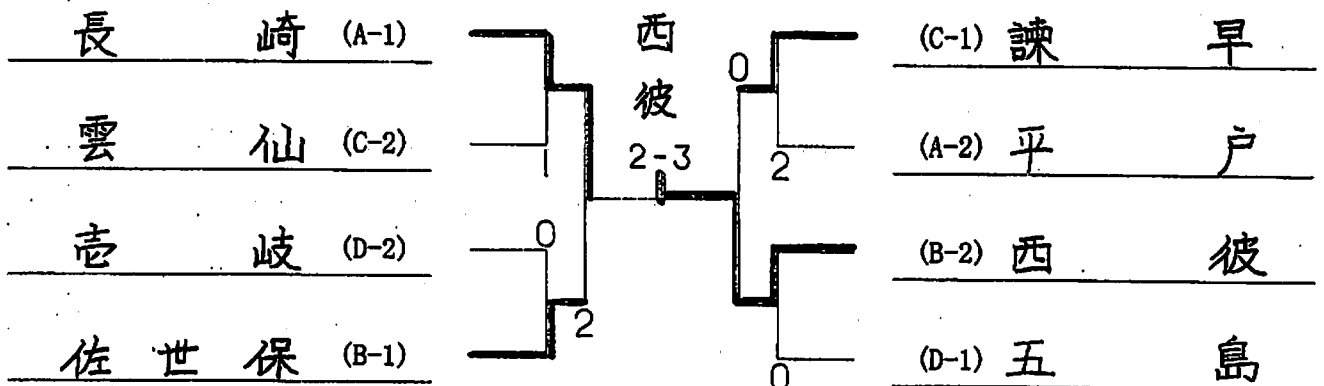 長崎 (A-1)
雲仙 (C-2)
壱岐 (D-2)
佐世保 (B-1)
1
0
2
西彼
2-3
0
2
0
(C-1) 諫早
(A-2) 平戸
(B-2) 西彼
(D-1) 五島